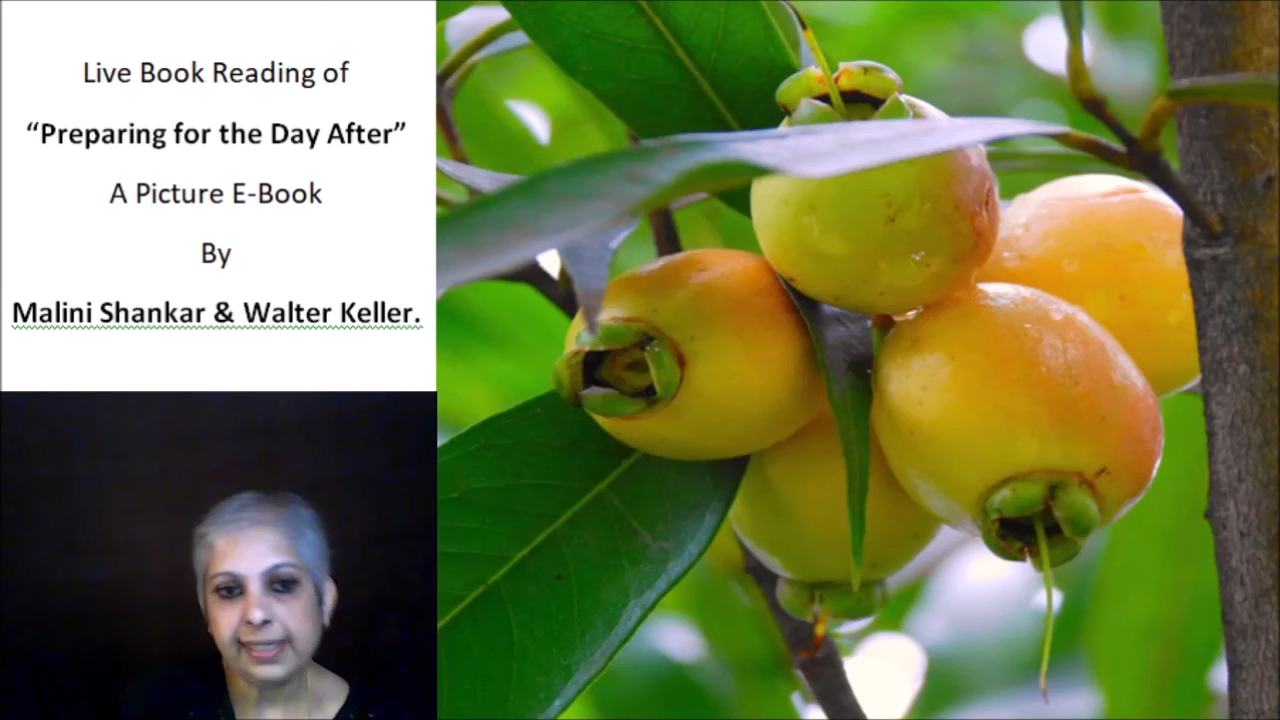 Live Book Reading of
“Preparing for the Day After”
A Picture E-Book
By
Malini Shankar & Walter Keller.